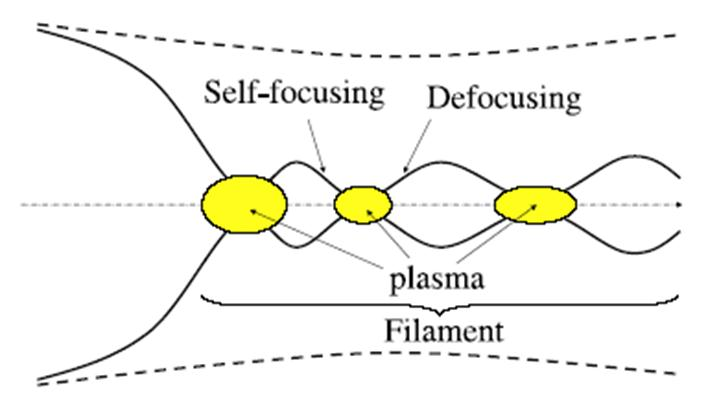 Self-focusing
Defocusing
plasma
Filament